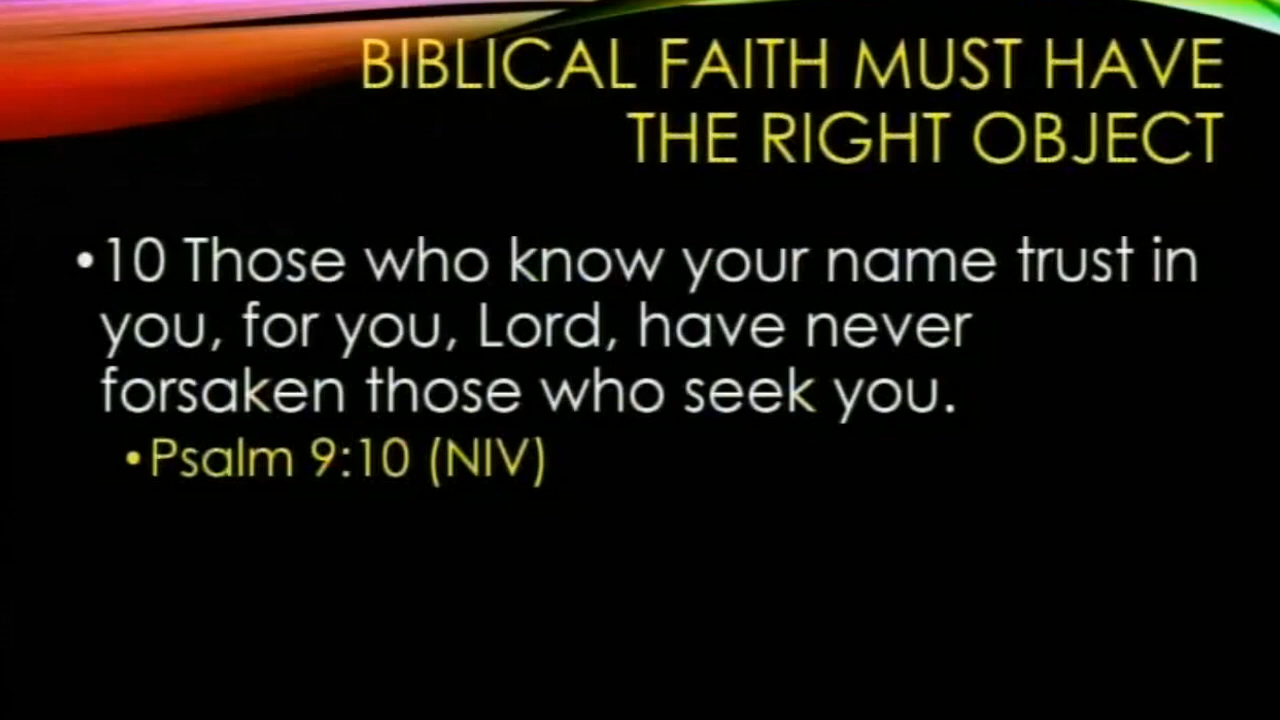 BIBLICAL FAITH MUST HAVE
THE RIGHT OBJECT
•10 Those who know your name trust in
you, for you, Lord, have never
forsaken those who seek you.
•Psalm 9:10 (NIV)